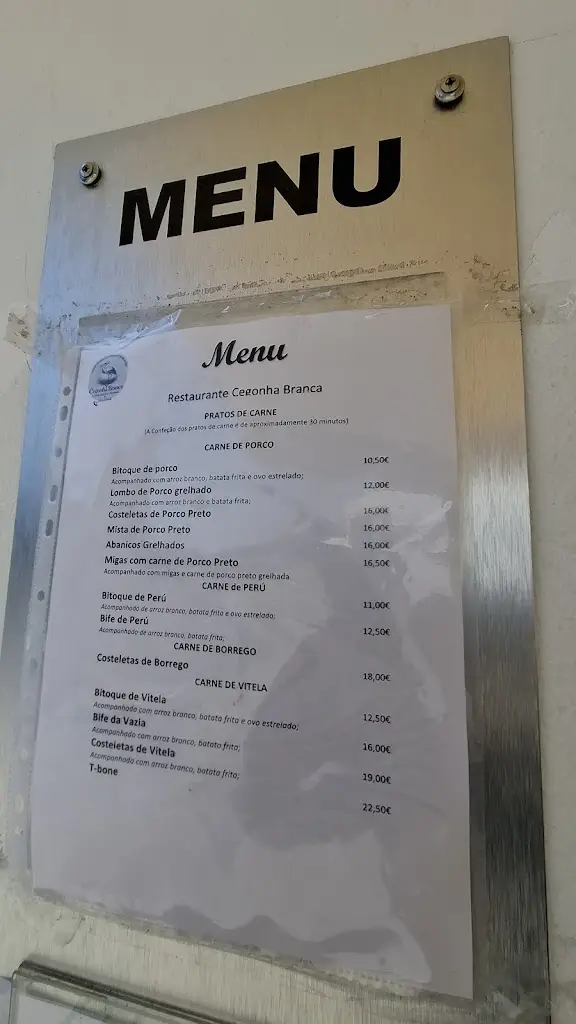 MENU
Menu
Cegonha Branca
Restaurante Cegonha Branca
PRATOS DE CARNE
(A Confeção dos pratos de carne é de aproximadamente 30 minutos)
CARNE DE PORCO
Bitoque de porco 10,50€
Acompanhado com arroz branco, batata frita e ovo estrelado;
Lombo de Porco grelhado 12,00€
Acompanhado com arroz branco e batata frita;
Costeletas de Porco Preto 16,00€
Mista de Porco Preto 16,00€
Abanicos Grelhados 16,00€
Migas com carne de Porco Preto 16,50€
Acompanhado com migas e carne de porco preto grelhada
CARNE de PERÚ
Bitoque de Perú 11,00€
Acompanhado de arroz branco, batata frita e ovo estrelado;
Bife de Perú 12,50€
Acompanhado de arroz branco, batata frita;
CARNE DE BORREGO
Costeletas de Borrego 18,00€
CARNE DE VITELA
Bitoque de Vitela 12,50€
Acompanhado com arroz branco, batata frita e ovo estrelado;
Bife da Vazia 16,00€
Acompanhado com arroz branco, batata frita;
Costeletas de Vitela 19,00€
Acompanhado com arroz branco, batata frita;
T-bone 22,50€